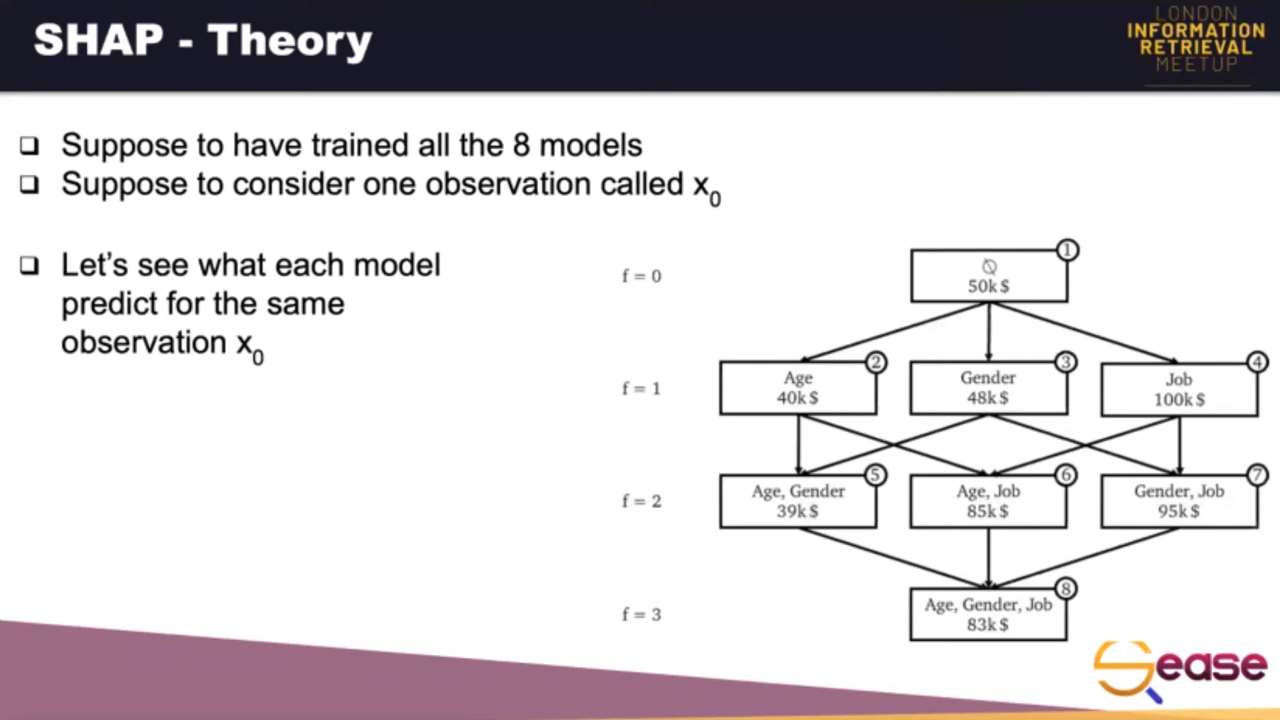 SHAP - Theory
LONDON
INFORMATION
RETRIEVAL
MEETUP
❏ Suppose to have trained all the 8 models
❏ Suppose to consider one observation called x0
❏ Let's see what each model
predict for the same
observation x0
f = 0
1
∅
50k $
f = 1
2
Age
40k $
3
Gender
48k $
4
Job
100k $
f = 2
5
Age, Gender
39k $
6
Age, Job
85k $
7
Gender, Job
95k $
f = 3
8
Age, Gender, Job
83k $
Sease